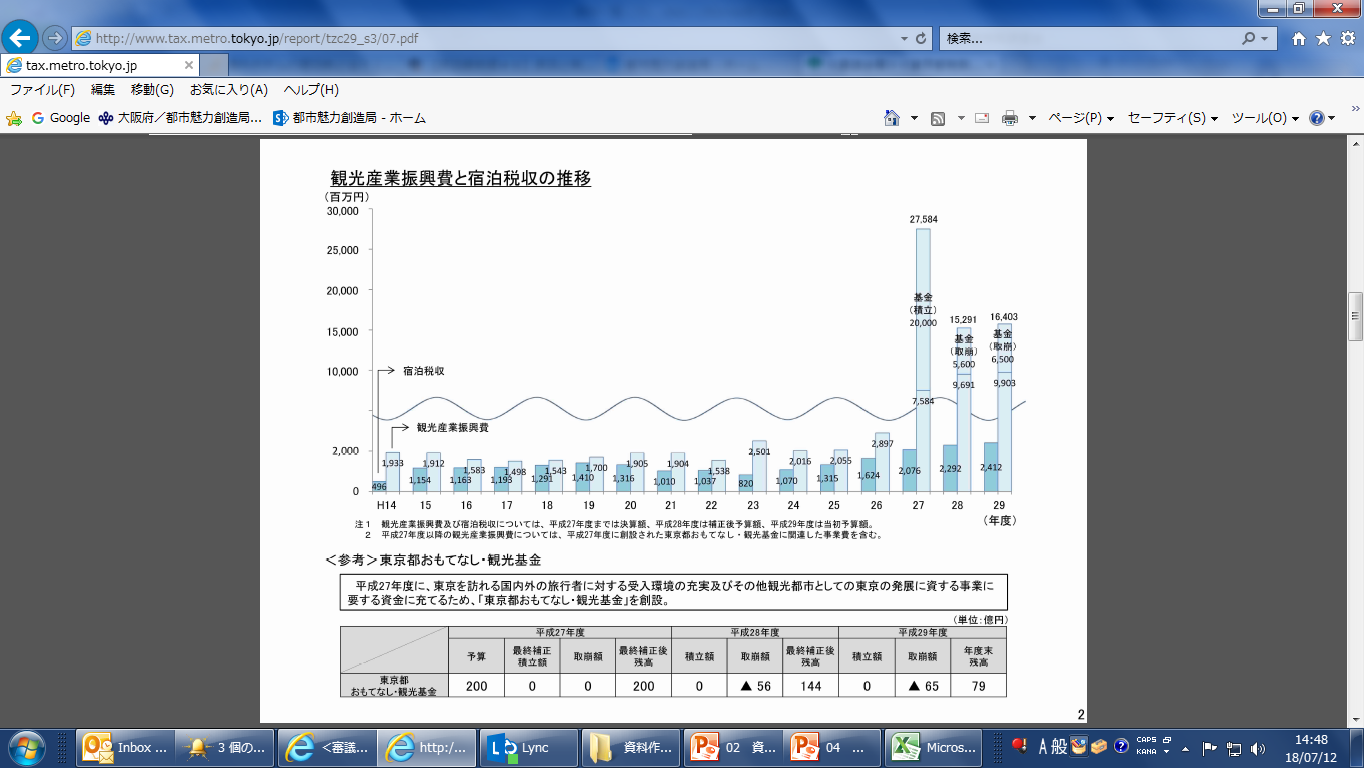 http://www.tax.metro.tokyo.jp/report/tzc29_s3/07.pdf
検索...
tax.metro.tokyo.jp
ファイル(F) 編集 移動(G) お気に入り(A) ヘルプ(H)
Google 大阪府／都市魅力創造局... 都市魅力創造局 - ホーム
ページ(P) セーフティ(S) ツール(O)
観光産業振興費と宿泊税収の推移
（百万円）
30,000
25,000
20,000
15,000
10,000
2,000
0
宿泊税収
観光産業振興費
27,584
基金
（積立）
20,000
7,584
15,291
基金
（取崩）
5,600
9,691
16,403
基金
（取崩）
6,500
9,903
1,933 1,912 1,583 1,498 1,543 1,700 1,905 1,904 1,538 2,501 2,016 2,055 2,897
496 1,154 1,163 1,193 1,291 1,410 1,316 1,010 1,037 820 1,070 1,315 1,624 2,076 2,292 2,412
H14 15 16 17 18 19 20 21 22 23 24 25 26 27 28 29
（年度）
注１　観光産業振興費及び宿泊税収については、平成27年度までは決算額、平成28年度は補正後予算額、平成29年度は当初予算額。
２　平成27年度以降の観光産業振興費については、平成27年度に創設された東京都おもてなし・観光基金に関連した事業費を含む。
＜参考＞東京都おもてなし・観光基金
平成27年度に、東京を訪れる国内外の旅行者に対する受入環境の充実及びその他観光都市としての東京の発展に資する事業に
要する資金に充てるため、「東京都おもてなし・観光基金」を創設。
（単位：億円）
平成27年度 平成28年度 平成29年度
予算 最終補正積立額 取崩額 最終補正後残高 積立額 取崩額 最終補正後残高 積立額 取崩額 年度末残高
東京都
おもてなし・観光基金
200 0 0 200 0 ▲ 56 144 0 ▲ 65 79
2
Inbox ... 3 個の... <審議... http:/... Lync 資料作... 02 資... 04 ... Micros...
A 般 CAPS KANA
14:48
18/07/12